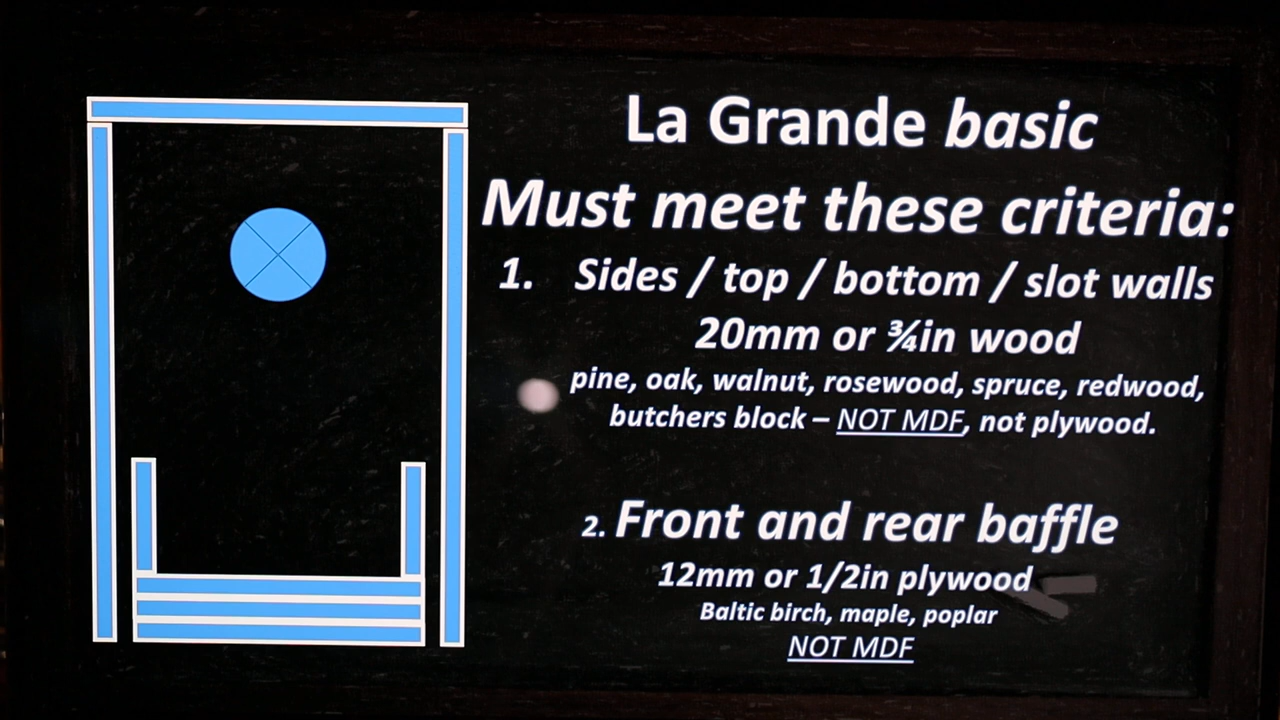 La Grande basic
Must meet these criteria:
1. Sides / top / bottom / slot walls
20mm or ¾in wood
pine, oak, walnut, rosewood, spruce, redwood,
butchers block – NOT MDF, not plywood.
2. Front and rear baffle
12mm or 1/2in plywood
Baltic birch, maple, poplar
NOT MDF